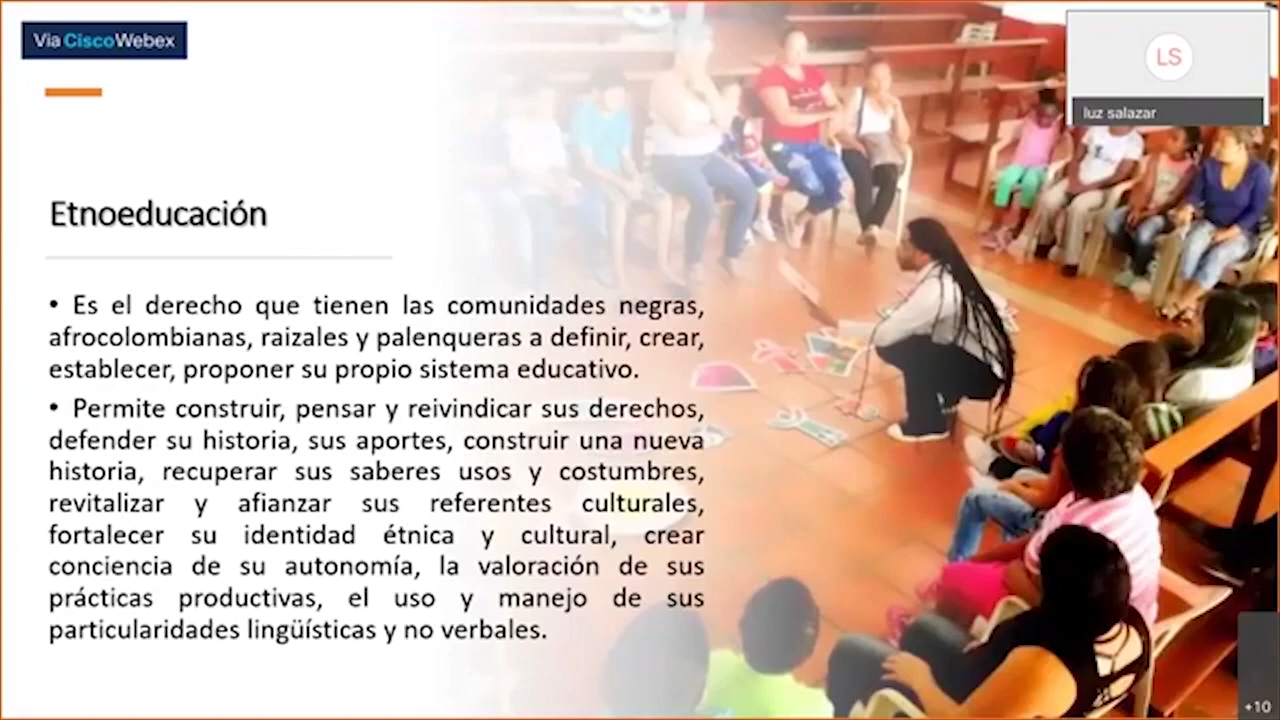 Via CiscoWebex
LS
luz salazar
Etnoeducación
• Es el derecho que tienen las comunidades negras,
afrocolombianas, raizales y palenqueras a definir, crear,
establecer, proponer su propio sistema educativo.
• Permite construir, pensar y reivindicar sus derechos,
defender su historia, sus aportes, construir una nueva
historia, recuperar sus saberes usos y costumbres,
revitalizar y afianzar sus referentes culturales,
fortalecer su identidad étnica y cultural, crear
conciencia de su autonomía, la valoración de sus
prácticas productivas, el uso y manejo de sus
particularidades lingüísticas y no verbales.
+10